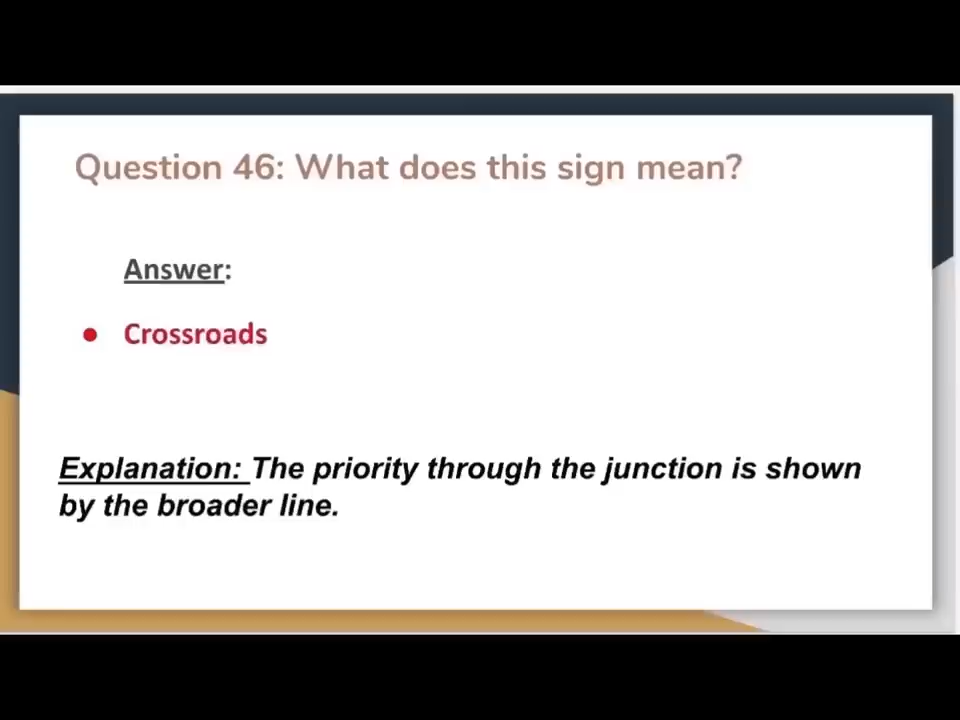 Question 46: What does this sign mean?
Answer:
● Crossroads
Explanation: The priority through the junction is shown
by the broader line.